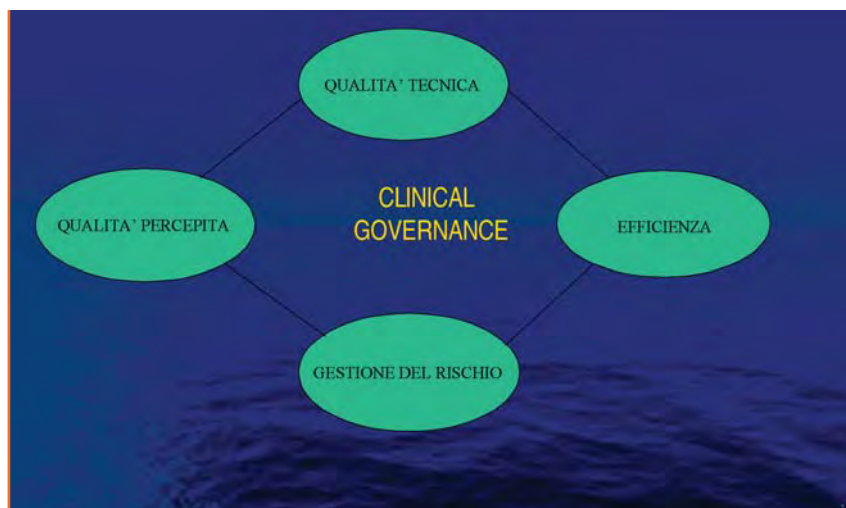 QUALITA' TECNICA
QUALITA' PERCEPITA
CLINICAL
GOVERNANCE
EFFICIENZA
GESTIONE DEL RISCHIO